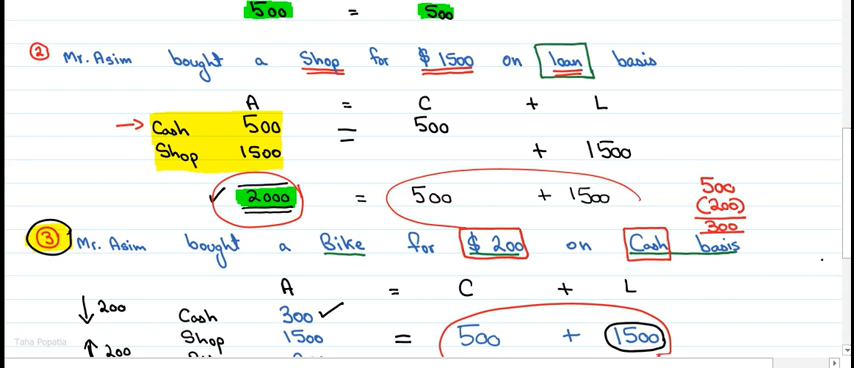 500 = 500
② Mr. Asim bought a Shop for $ 1500 on loan basis
A = C + L
→ Cash 500 = 500
Shop 1500 + 1500
✓ 2000 = 500 + 1500
500
(200)
300
③ Mr. Asim bought a Bike for $ 200 on Cash basis
A = C + L
↓ 200 Cash 300 ✓
Shop 1500 = 500 + 1500
↑ 200
Taha Popatia